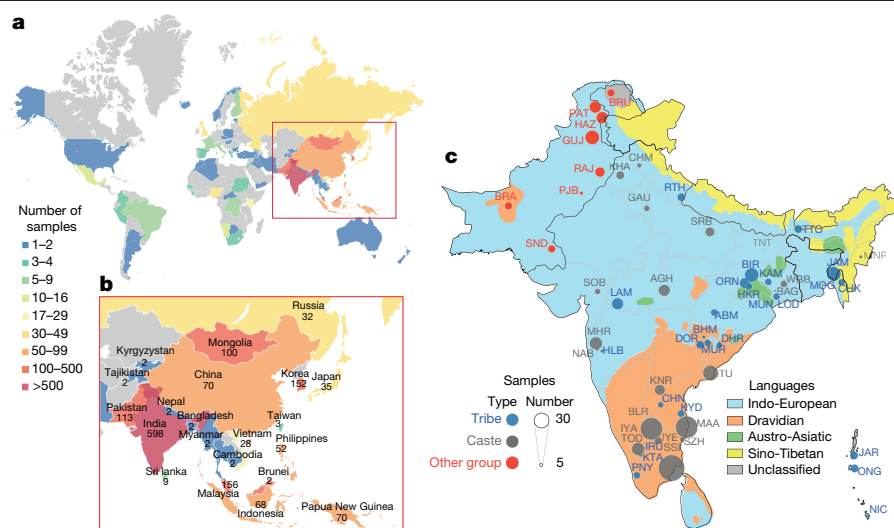 a
Number of
samples
1–2
3–4
5–9
10–16
17–29
30–49
50–99
100–500
>500
b
Russia
32
Mongolia
100
Kyrgyzstan
2
Tajikistan
2
China
70
Korea
152
Japan
35
Pakistan
113
Nepal
2
India
598
Bangladesh
2
Myanmar
2
Taiwan
3
Vietnam
28
Philippines
52
Cambodia
2
Sri lanka
9
Brunei
2
156
Malaysia
68
Indonesia
Papua New Guinea
70
c
BRU
PAT
HAZ
GUJ
CHM
RAJ
KHA
PJB
RTH
BRA
GAU
SRB
TTO
SND
TNT
MNP
BIR
KAM
JAM
SOB
AGH
ORN
WBR
LAM
HKR
BAG
MOG
CHK
MUN
LOD
ABM
MHR
BHM
DOR
DHR
NAB
HLB
MUR
KNR
ITU
CHN
BLR
KYD
MAA
TOD
IYA
IYE
SZH
IRU
SSI
KTA
PNY
JAR
ONG
NIC
Samples
Type
Number
Tribe
30
Caste
Other group
5
Languages
Indo-European
Dravidian
Austro-Asiatic
Sino-Tibetan
Unclassified